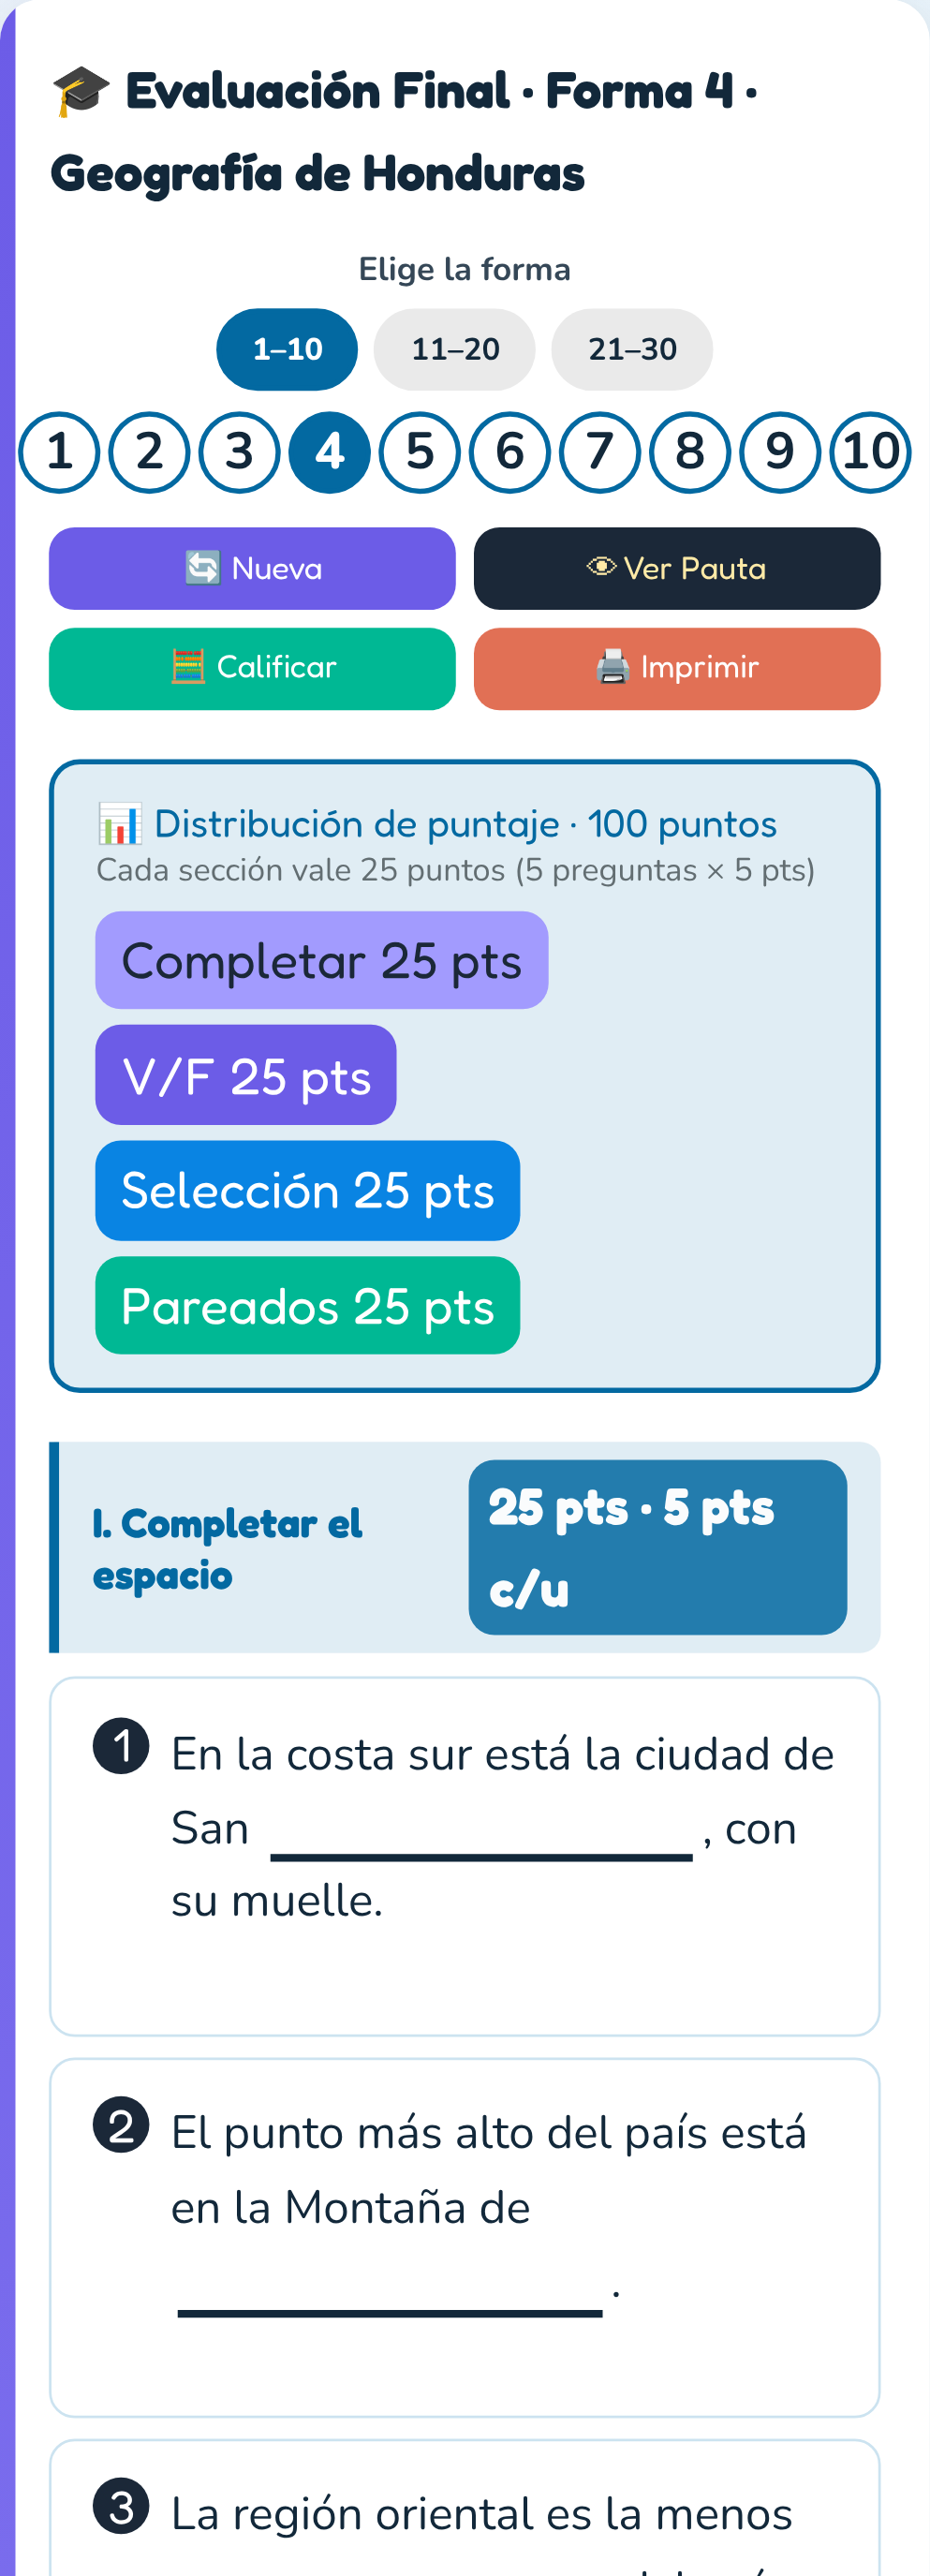 🎓 Evaluación Final · Forma 4 ·
Geografía de Honduras
Elige la forma
1–10 11–20 21–30
1 2 3 4 5 6 7 8 9 10
🔄 Nueva 👁 Ver Pauta
🧮 Calificar 🖨️ Imprimir
📊 Distribución de puntaje · 100 puntos
Cada sección vale 25 puntos (5 preguntas × 5 pts)
Completar 25 pts
V/F 25 pts
Selección 25 pts
Pareados 25 pts
I. Completar el
espacio
25 pts · 5 pts
c/u
1 En la costa sur está la ciudad de
San , con
su muelle.
2 El punto más alto del país está
en la Montaña de
.
3 La región oriental es la menos